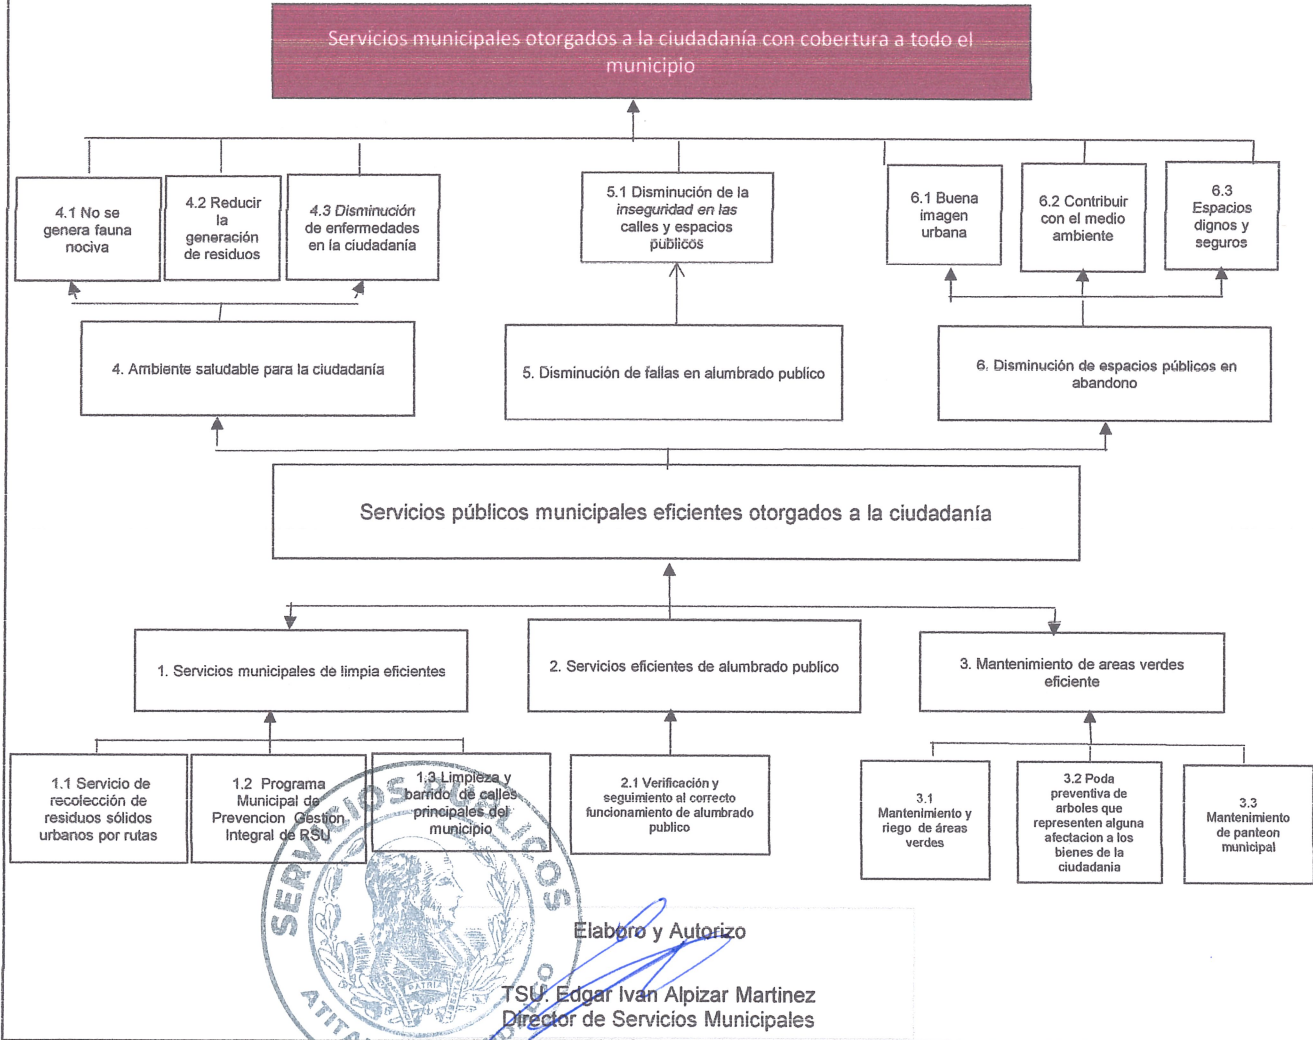 Servicios municipales otorgados a la ciudadanía con cobertura a todo el
municipio
4.1 No se
genera fauna
nociva
4.2 Reducir
la
generación
de residuos
4.3 Disminución
de enfermedades
en la ciudadanía
5.1 Disminución de la
inseguridad en las
calles y espacios
públicos
6.1 Buena
imagen
urbana
6.2 Contribuir
con el medio
ambiente
6.3
Espacios
dignos y
seguros
4. Ambiente saludable para la ciudadanía
5. Disminución de fallas en alumbrado publico
6. Disminución de espacios públicos en
abandono
Servicios públicos municipales eficientes otorgados a la ciudadanía
1. Servicios municipales de limpia eficientes
2. Servicios eficientes de alumbrado publico
3. Mantenimiento de areas verdes
eficiente
1.1 Servicio de
recolección de
residuos sólidos
urbanos por rutas
1.2 Programa
Municipal de
Prevencion Gestion
Integral de RSU
1.3 Limpieza y
barrido de calles
principales del
municipio
2.1 Verificación y
seguimiento al correcto
funcionamiento de alumbrado
publico
3.1
Mantenimiento y
riego de áreas
verdes
3.2 Poda
preventiva de
arboles que
representen alguna
afectacion a los
bienes de la
ciudadania
3.3
Mantenimiento
de panteon
municipal
SERVICIOS PUBLICOS
PATRIA
LIBERTAD
Elaboro y Autorizo
TSU. Edgar Ivan Alpizar Martinez
Director de Servicios Municipales